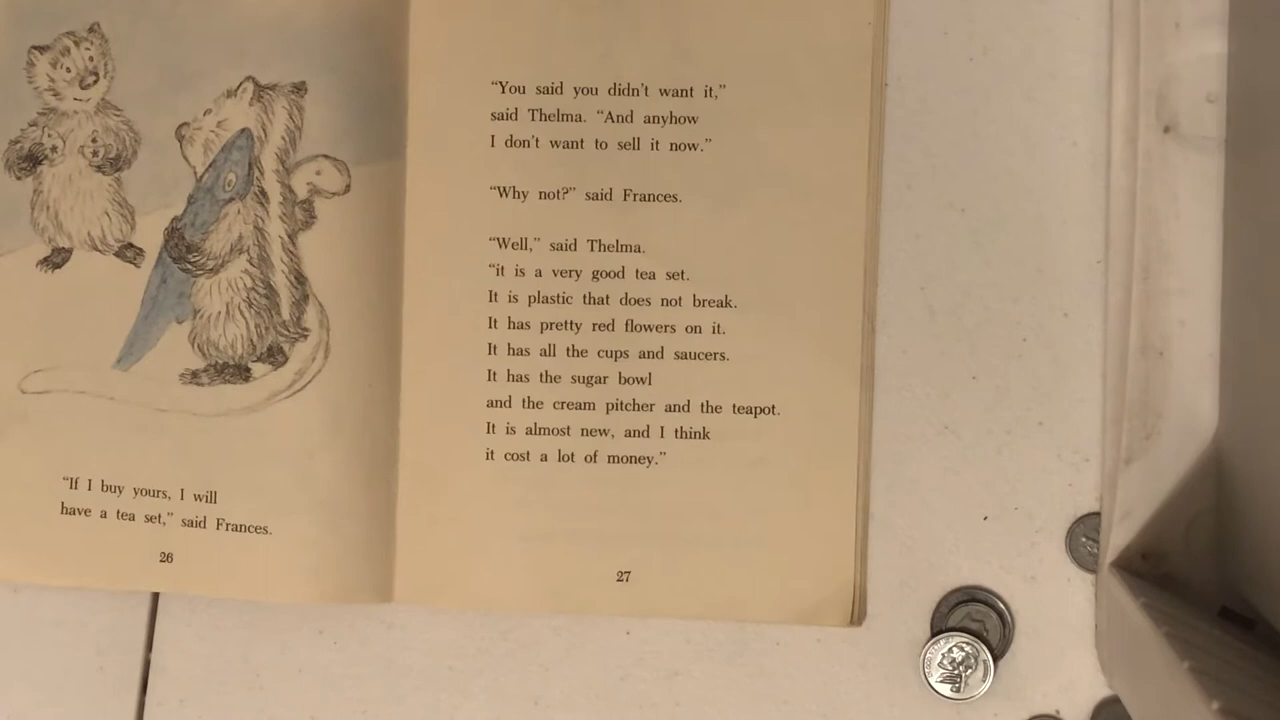 “If I buy yours, I will
have a tea set,” said Frances.
26
“You said you didn’t want it,”
said Thelma. “And anyhow
I don’t want to sell it now.”
“Why not?” said Frances.
“Well,” said Thelma.
“it is a very good tea set.
It is plastic that does not break.
It has pretty red flowers on it.
It has all the cups and saucers.
It has the sugar bowl
and the cream pitcher and the teapot.
It is almost new, and I think
it cost a lot of money.”
27